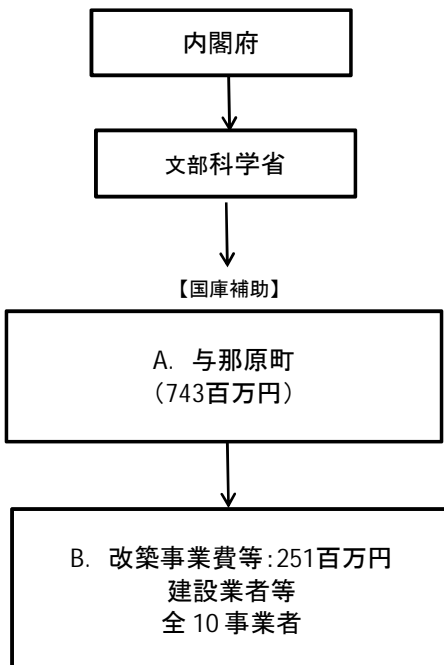 内閣府
文部科学省
【国庫補助】
A. 与那原町
（743百万円）
B. 改築事業費等：251百万円
建設業者等
全 10 事業者